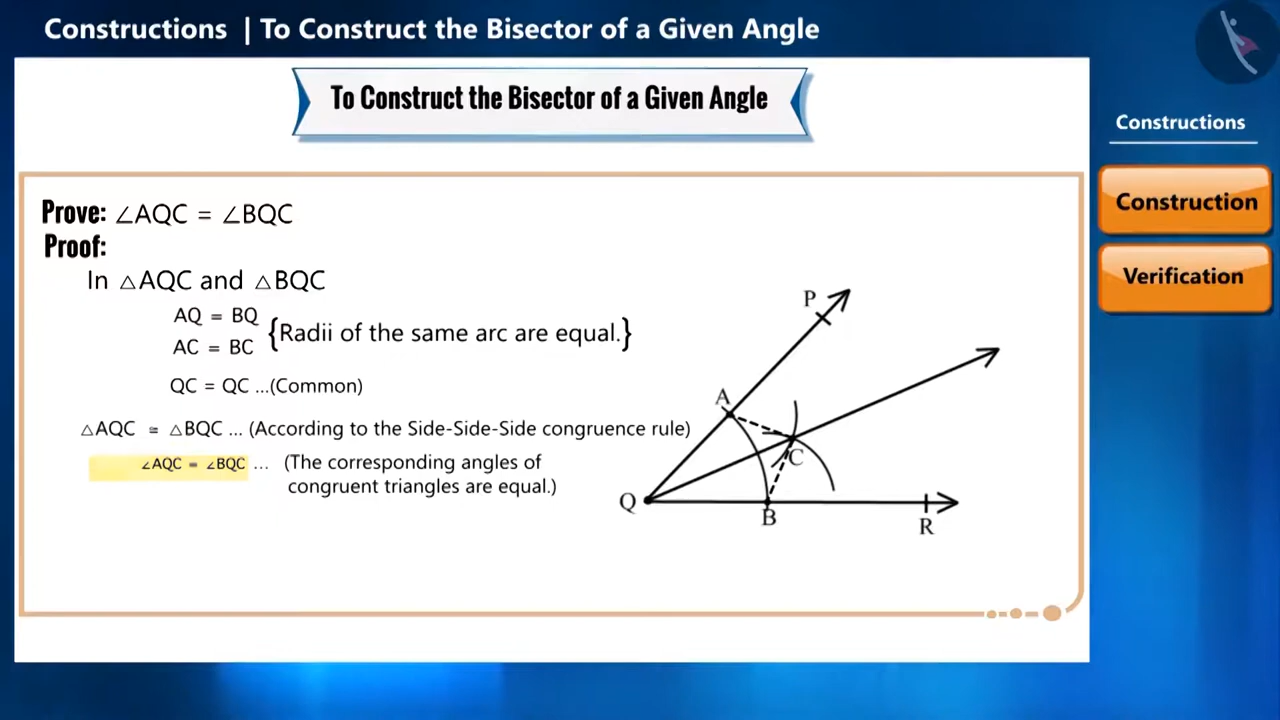 Constructions | To Construct the Bisector of a Given Angle
To Construct the Bisector of a Given Angle
Constructions
Construction
Verification
Prove: ∠AQC = ∠BQC
Proof:
In △AQC and △BQC
AQ = BQ
AC = BC
{Radii of the same arc are equal.}
QC = QC ...(Common)
△AQC ≅ △BQC ... (According to the Side-Side-Side congruence rule)
∠AQC = ∠BQC ... (The corresponding angles of
congruent triangles are equal.)
P
A
C
Q
B
R